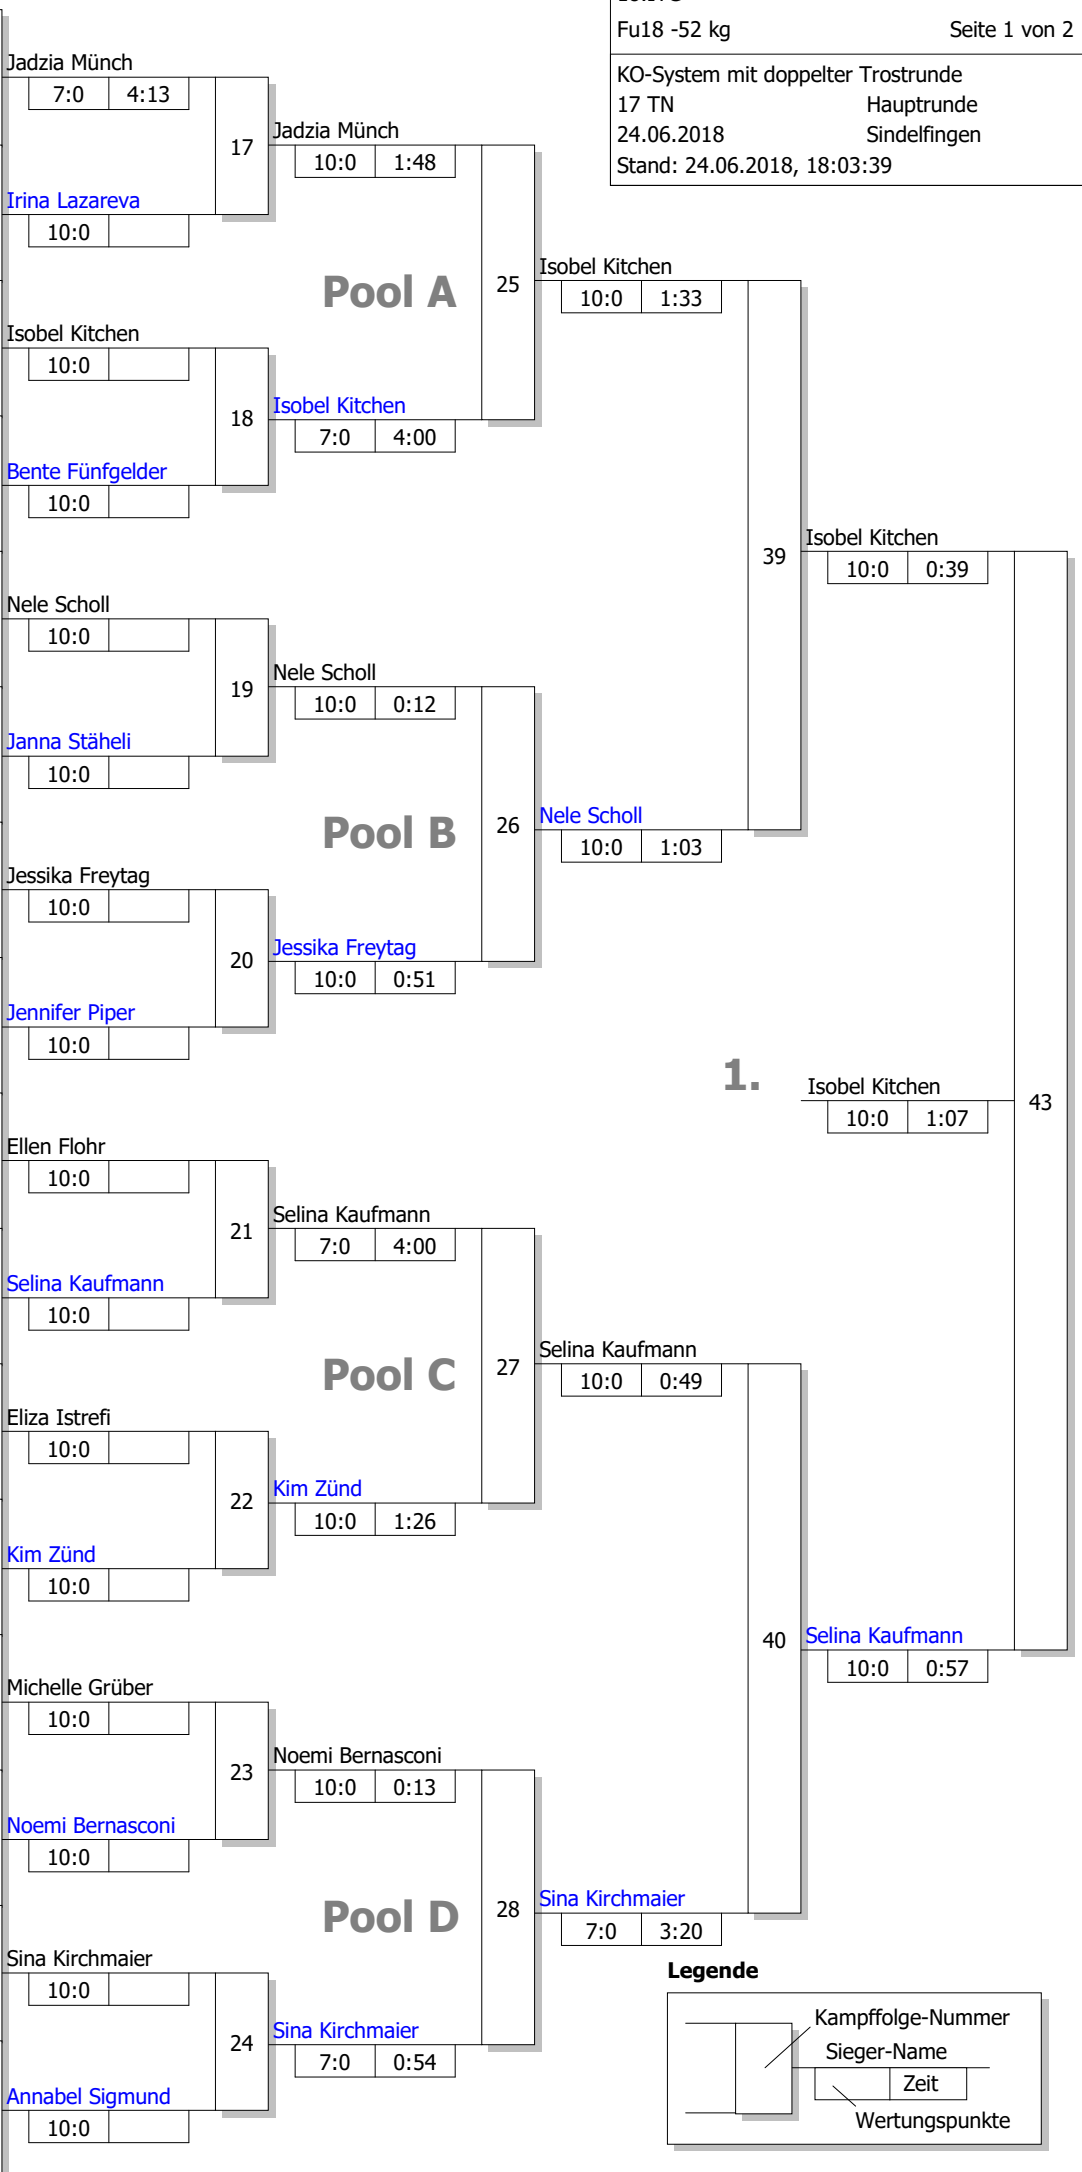 Fu18 -52 kg Seite 1 von 2
KO-System mit doppelter Trostrunde
17 TN Hauptrunde
24.06.2018 Sindelfingen
Stand: 24.06.2018, 18:03:39
Jadzia Münch
7:0 4:13
17
Irina Lazareva
10:0
Jadzia Münch
10:0 1:48
Pool A
25
Isobel Kitchen
10:0
18
Bente Fünfgelder
10:0
Isobel Kitchen
7:0 4:00
Isobel Kitchen
10:0 1:33
39
Nele Scholl
10:0
19
Janna Stäheli
10:0
Nele Scholl
10:0 0:12
Pool B
26
Jessika Freytag
10:0
20
Jennifer Piper
10:0
Jessika Freytag
10:0 0:51
Nele Scholl
10:0 1:03
Isobel Kitchen
10:0 0:39
1.
Isobel Kitchen
10:0 1:07
43
Ellen Flohr
10:0
21
Selina Kaufmann
10:0
Selina Kaufmann
7:0 4:00
Pool C
27
Eliza Istrefi
10:0
22
Kim Zünd
10:0
Kim Zünd
10:0 1:26
Selina Kaufmann
10:0 0:49
40
Selina Kaufmann
10:0 0:57
Michelle Grüber
10:0
23
Noemi Bernasconi
10:0
Noemi Bernasconi
10:0 0:13
Pool D
28
Sina Kirchmaier
10:0
24
Annabel Sigmund
10:0
Sina Kirchmaier
7:0 0:54
Sina Kirchmaier
7:0 3:20
Legende
Kampffolge-Nummer
Sieger-Name
Zeit
Wertungspunkte